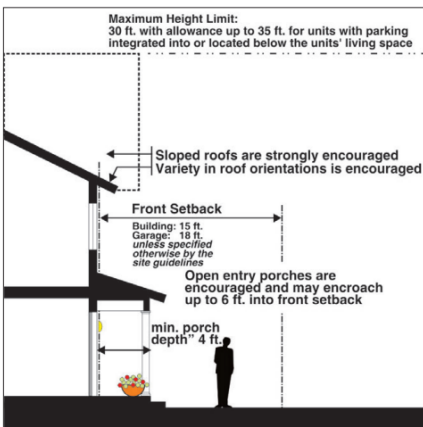 Maximum Height Limit:
30 ft. with allowance up to 35 ft. for units with parking
integrated into or located below the units' living space
Sloped roofs are strongly encouraged
Variety in roof orientations is encouraged
Front Setback
Building: 15 ft.
Garage: 18 ft.
unless specified
otherwise by the
site guidelines
Open entry porches are
encouraged and may encroach
up to 6 ft. into front setback
min. porch
depth" 4 ft.